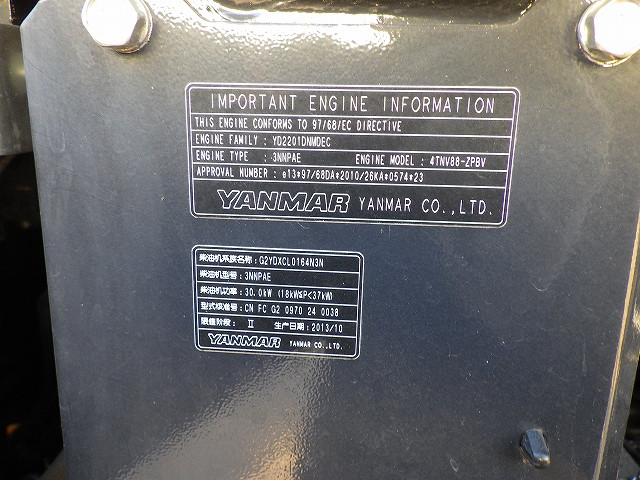 IMPORTANT ENGINE INFORMATION
THIS ENGINE CONFORMS TO 97/68/EC DIRECTIVE
ENGINE FAMILY : YD2201DNMDEC
ENGINE TYPE : 3NNPAE ENGINE MODEL : 4TNV88-ZPBV
APPROVAL NUMBER : e13*97/68DA*2010/26KA*0574*23
YANMAR YANMAR CO.,LTD.
柴油机系族名称: G2YDXCL0164N3N
柴油机型号: 3NNPAE
柴油机功率: 30.0kW (18kW≦P<37kW)
型式核准号: CN FC G2 0970 24 0038
限值阶段: Ⅱ 生产日期: 2013/10
YANMAR YANMAR CO.,LTD.